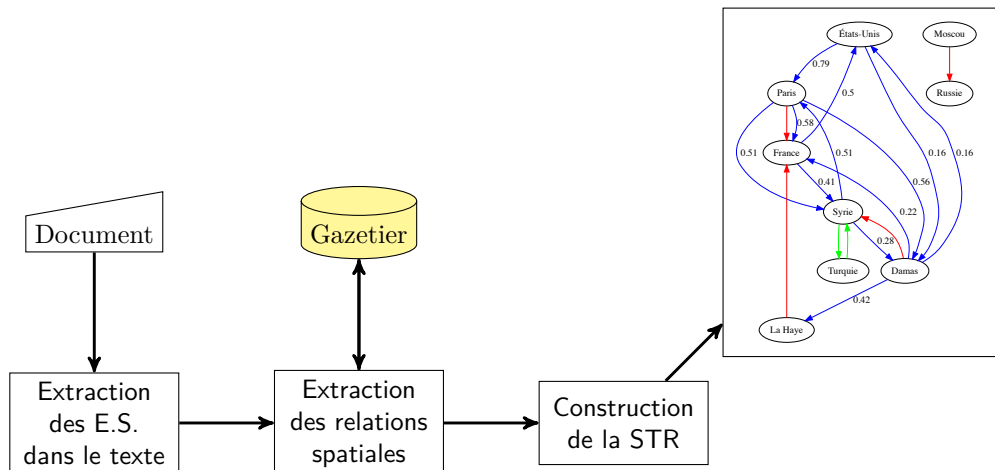 États-Unis
Moscou
0.79
Paris
0.5
Russie
0.58
France
0.51
0.51
0.16
0.16
0.41
0.56
Syrie
0.22
0.28
Turquie
Damas
0.42
La Haye
Document
Gazetier
Extraction
des E.S.
dans le texte
Extraction
des relations
spatiales
Construction
de la STR